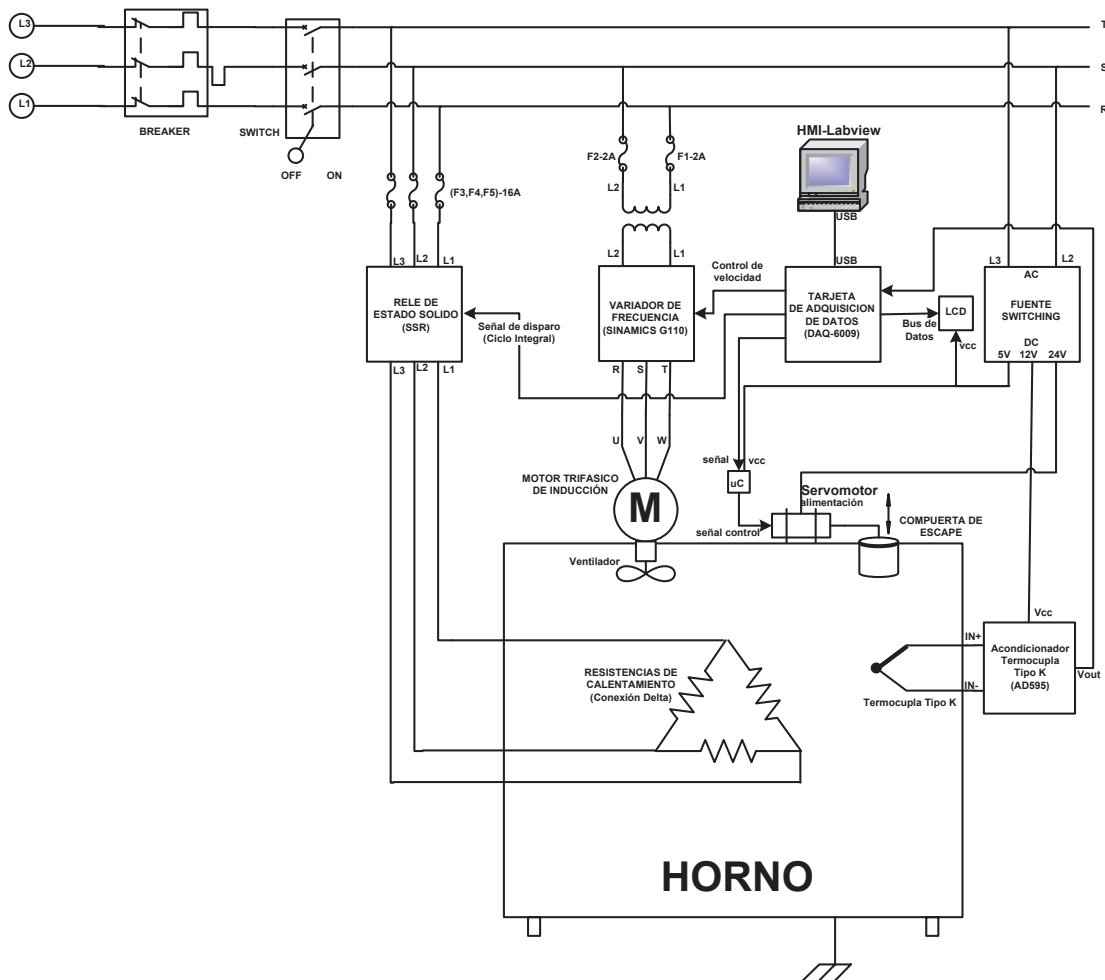 L3
T
L2
S
L1
R
BREAKER
SWITCH
OFF
ON
HMI-Labview
F2-2A
F1-2A
L2
L1
(F3,F4,F5)-16A
USB
L3
L2
L1
L2
L1
USB
L3
L2
RELE DE
ESTADO SOLIDO
(SSR)
Señal de disparo
(Ciclo Integral)
VARIADOR DE
FRECUENCIA
(SINAMICS G110)
Control de
velocidad
TARJETA
DE ADQUISICION
DE DATOS
(DAQ-6009)
Bus de
Datos
LCD
vcc
AC
FUENTE
SWITCHING
DC
5V
12V
24V
L3
L2
L1
R
S
T
U
V
W
señal
vcc
uC
MOTOR TRIFASICO
DE INDUCCIÓN
M
Servomotor
alimentación
señal control
COMPUERTA DE
ESCAPE
Ventilador
Vcc
IN+
Acondicionador
Termocupla
Tipo K
(AD595)
Vout
IN-
Termocupla Tipo K
RESISTENCIAS DE
CALENTAMIENTO
(Conexión Delta)
HORNO